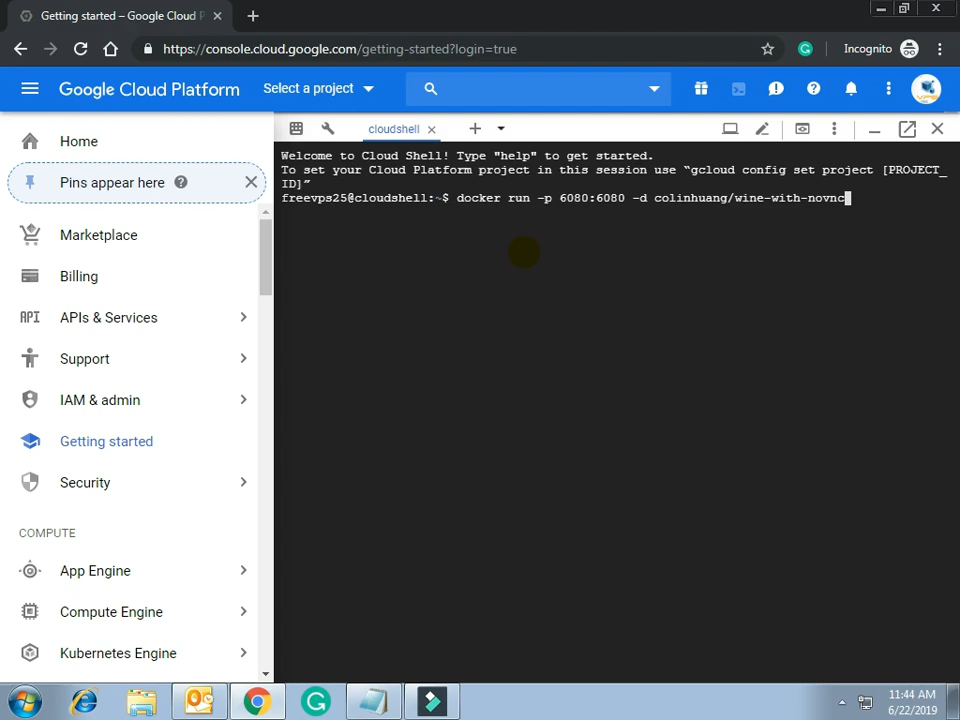 Getting started – Google Cloud P
https://console.cloud.google.com/getting-started?login=true
Incognito
Google Cloud Platform
Select a project
Home
Pins appear here
Marketplace
Billing
API
APIs & Services
Support
IAM & admin
Getting started
Security
COMPUTE
App Engine
Compute Engine
Kubernetes Engine
cloudshell
Welcome to Cloud Shell! Type "help" to get started.
To set your Cloud Platform project in this session use “gcloud config set project [PROJECT_
ID]”
freevps25@cloudshell:~$ docker run -p 6080:6080 -d colinhuang/wine-with-novnc
11:44 AM
6/22/2019